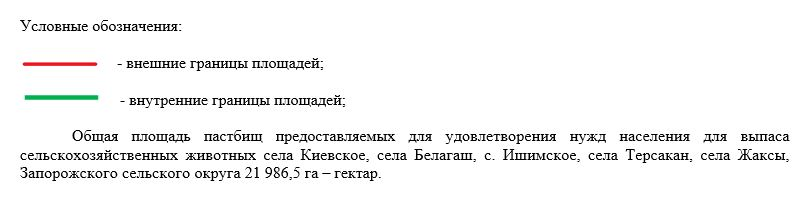 Условные обозначения:
- внешние границы площадей;
- внутренние границы площадей;
Общая площадь пастбищ предоставляемых для удовлетворения нужд населения для выпаса
сельскохозяйственных животных села Киевское, села Белагаш, с. Ишимское, села Терсакан, села Жаксы,
Запорожского сельского округа 21 986,5 га – гектар.